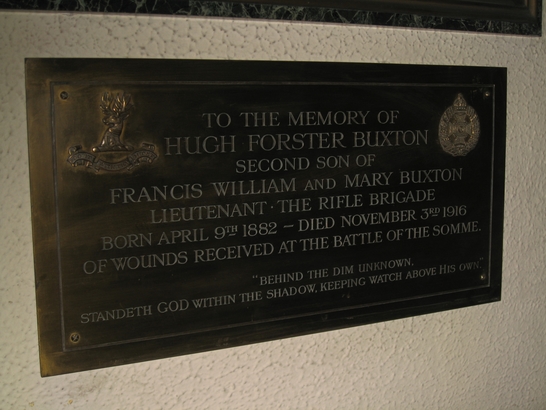 TO THE MEMORY OF
HUGH FORSTER BUXTON
SECOND SON OF
FRANCIS WILLIAM AND MARY BUXTON
LIEUTENANT · THE RIFLE BRIGADE
BORN APRIL 9TH 1882 – DIED NOVEMBER 3RD 1916
OF WOUNDS RECEIVED AT THE BATTLE OF THE SOMME.
"BEHIND THE DIM UNKNOWN,
STANDETH GOD WITHIN THE SHADOW, KEEPING WATCH ABOVE HIS OWN"